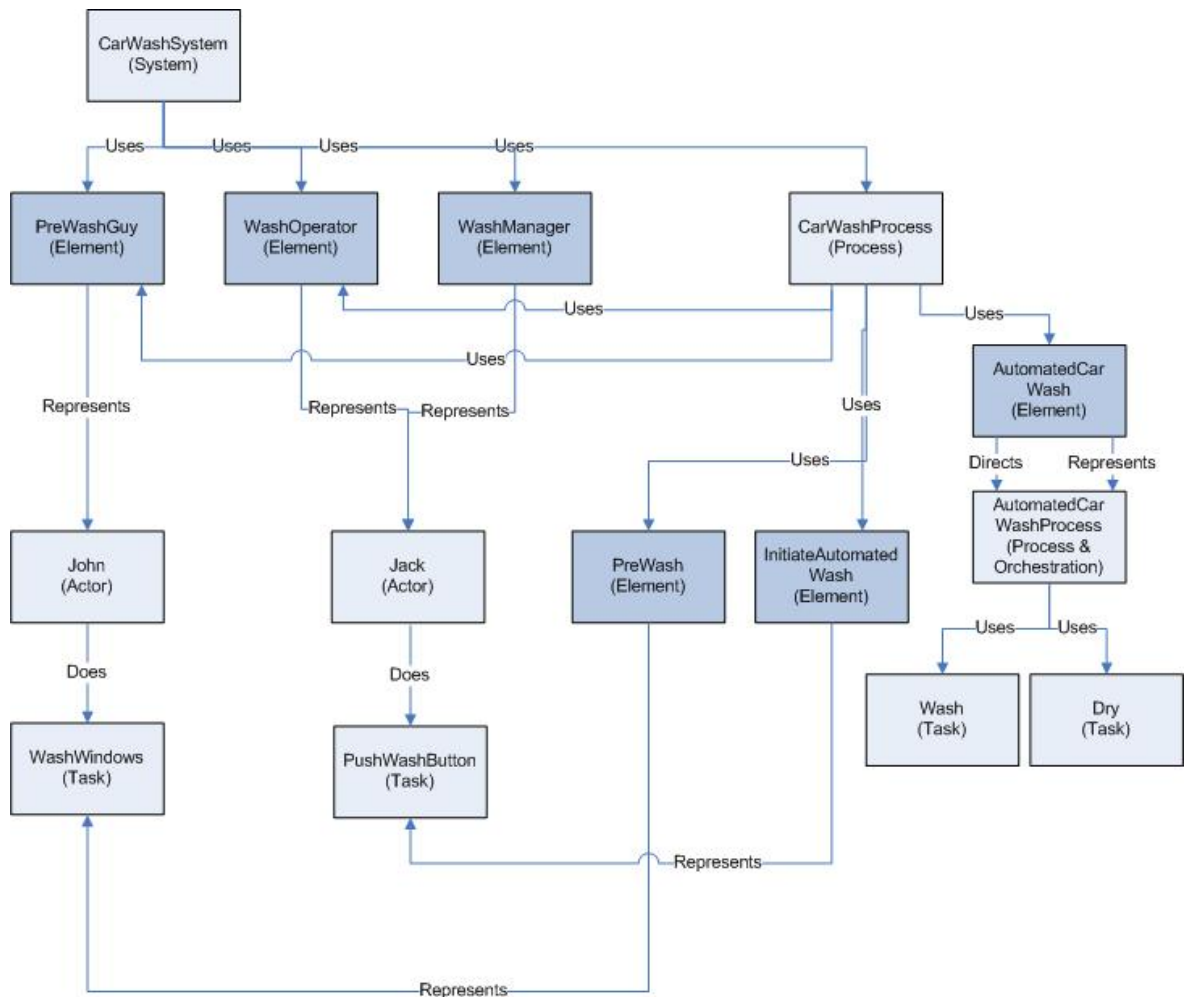 CarWashSystem
(System)
Uses
Uses
Uses
Uses
PreWashGuy
(Element)
WashOperator
(Element)
WashManager
(Element)
CarWashProcess
(Process)
Uses
Uses
Uses
AutomatedCar
Wash
(Element)
Represents
Represents
Represents
Uses
Uses
Directs
Represents
AutomatedCar
WashProcess
(Process &
Orchestration)
John
(Actor)
Jack
(Actor)
PreWash
(Element)
InitiateAutomated
Wash
(Element)
Uses
Uses
Does
Does
WashWindows
(Task)
PushWashButton
(Task)
Wash
(Task)
Dry
(Task)
Represents
Represents